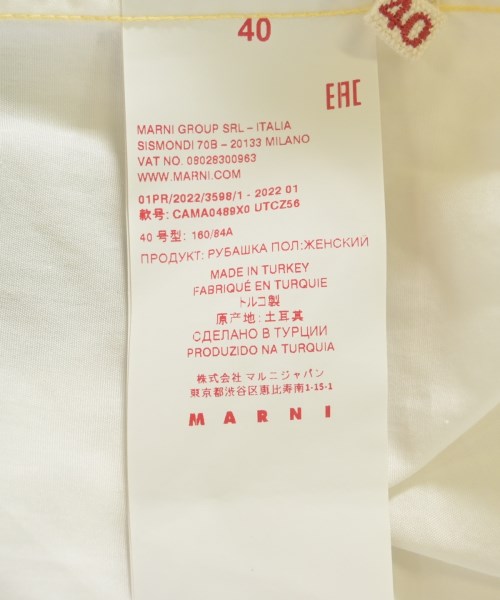 40
40
EAC
MARNI GROUP SRL – ITALIA
SISMONDI 70B – 20133 MILANO
VAT NO. 08028300963
WWW.MARNI.COM
01PR/2022/3598/1 - 2022 01
款号: CAMA0489X0 UTCZ56
40 号型: 160/84A
ПРОДУКТ: РУБАШКА ПОЛ:ЖЕНСКИЙ
MADE IN TURKEY
FABRIQUÉ EN TURQUIE
トルコ製
原产地: 土耳其
СДЕЛАНО В ТУРЦИИ
PRODUZIDO NA TURQUIA
株式会社 マルニジャパン
東京都渋谷区恵比寿南1-15-1
MARNI